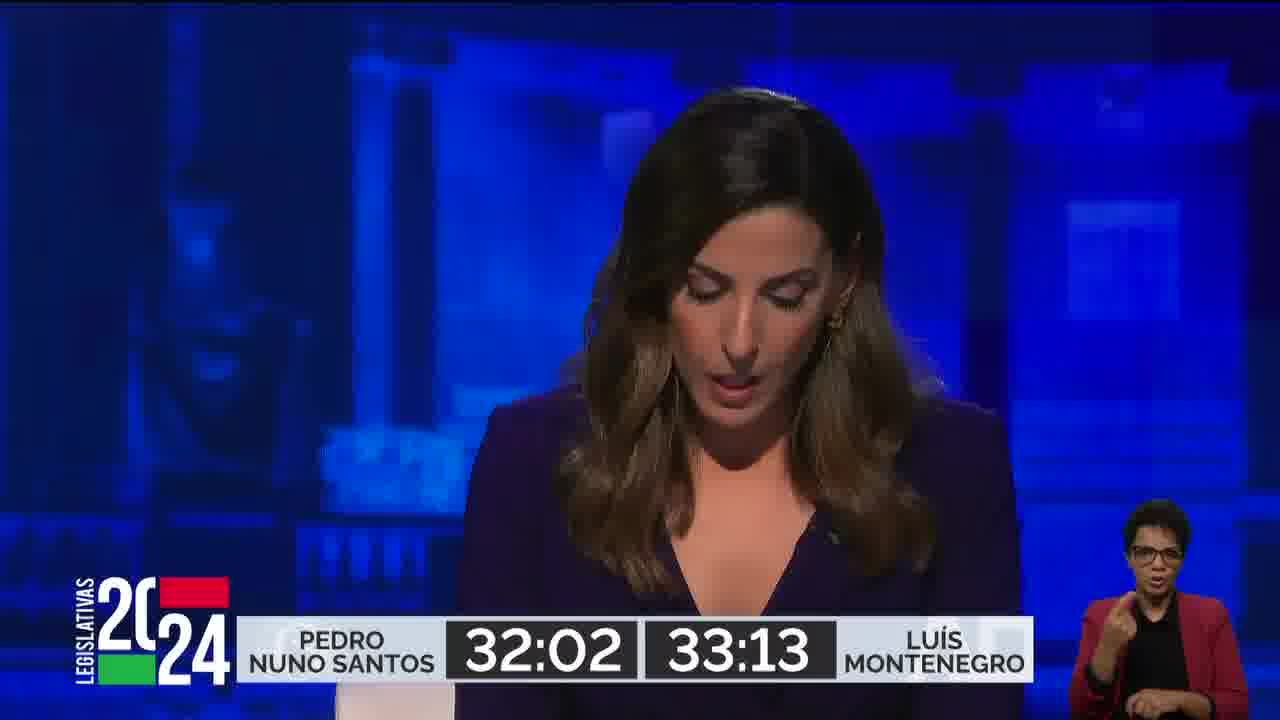 LEGISLATIVAS
2024
PEDRO
NUNO SANTOS
32:02
33:13
LUÍS
MONTENEGRO